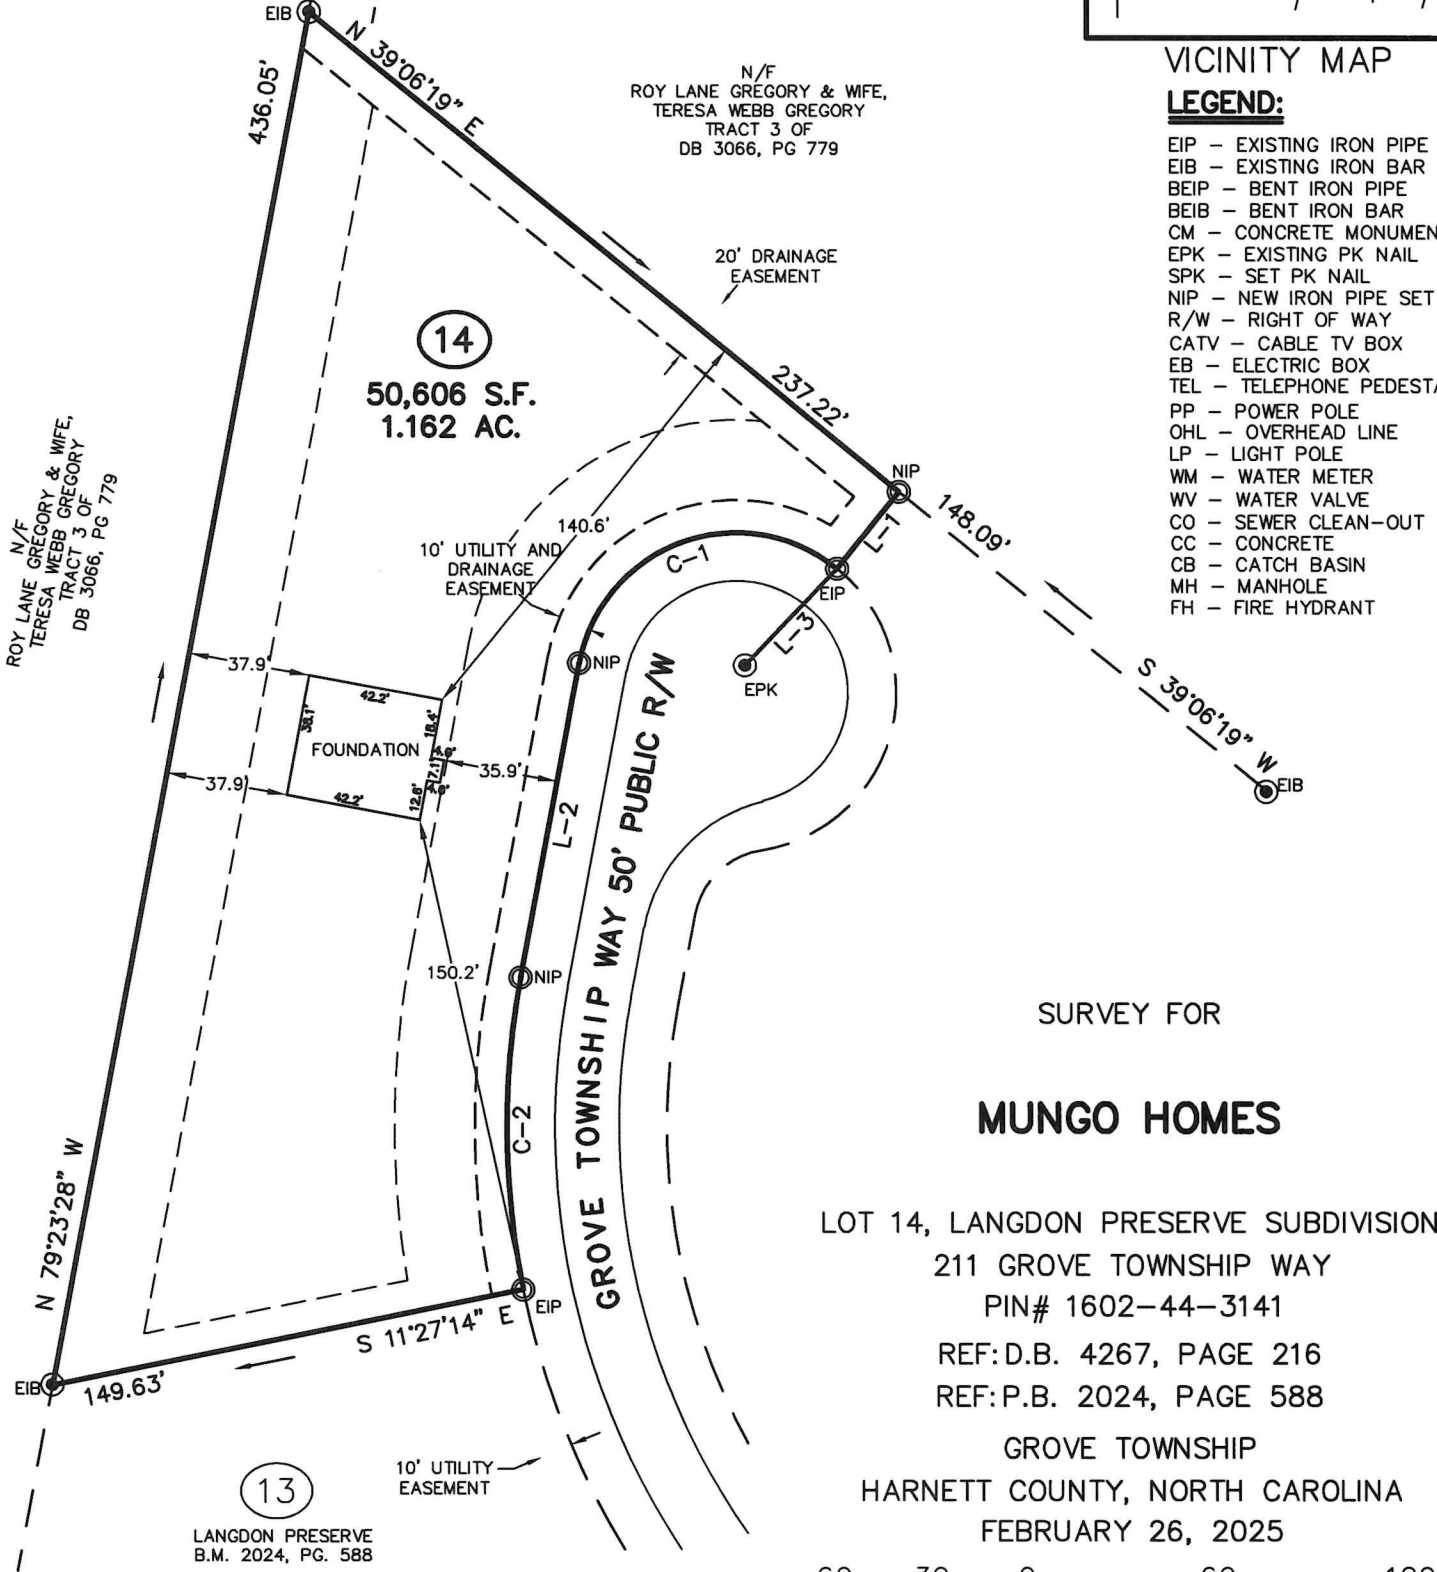 EIB
N 39°06'19" E
436.05'
N/F
ROY LANE GREGORY & WIFE,
TERESA WEBB GREGORY
TRACT 3 OF
DB 3066, PG 779
VICINITY MAP
LEGEND:
EIP – EXISTING IRON PIPE
EIB – EXISTING IRON BAR
BEIP – BENT IRON PIPE
BEIB – BENT IRON BAR
CM – CONCRETE MONUMEN
EPK – EXISTING PK NAIL
SPK – SET PK NAIL
NIP – NEW IRON PIPE SET
R/W – RIGHT OF WAY
CATV – CABLE TV BOX
EB – ELECTRIC BOX
TEL – TELEPHONE PEDESTA
PP – POWER POLE
OHL – OVERHEAD LINE
LP – LIGHT POLE
WM – WATER METER
WV – WATER VALVE
CO – SEWER CLEAN-OUT
CC – CONCRETE
CB – CATCH BASIN
MH – MANHOLE
FH – FIRE HYDRANT
20' DRAINAGE
EASEMENT
14
50,606 S.F.
1.162 AC.
237.22'
N/F
ROY LANE GREGORY & WIFE,
TERESA WEBB GREGORY
TRACT 3 OF
DB 3066, PG 779
NIP
148.09'
L-1
140.6'
10' UTILITY AND
DRAINAGE
EASEMENT
C-1
EIP
L-3
NIP
EPK
S 39°06'19" W
EIB
37.9'
42.2'
38.1'
18.4'
FOUNDATION
4.0'
7.1'
4.0'
35.9'
37.9'
42.2'
12.6'
L-2
GROVE TOWNSHIP WAY 50' PUBLIC R/W
150.2'
NIP
C-2
N 79°23'28" W
EIP
S 11°27'14" E
EIB
149.63'
10' UTILITY
EASEMENT
13
LANGDON PRESERVE
B.M. 2024, PG. 588
SURVEY FOR
MUNGO HOMES
LOT 14, LANGDON PRESERVE SUBDIVISION
211 GROVE TOWNSHIP WAY
PIN# 1602-44-3141
REF: D.B. 4267, PAGE 216
REF: P.B. 2024, PAGE 588
GROVE TOWNSHIP
HARNETT COUNTY, NORTH CAROLINA
FEBRUARY 26, 2025